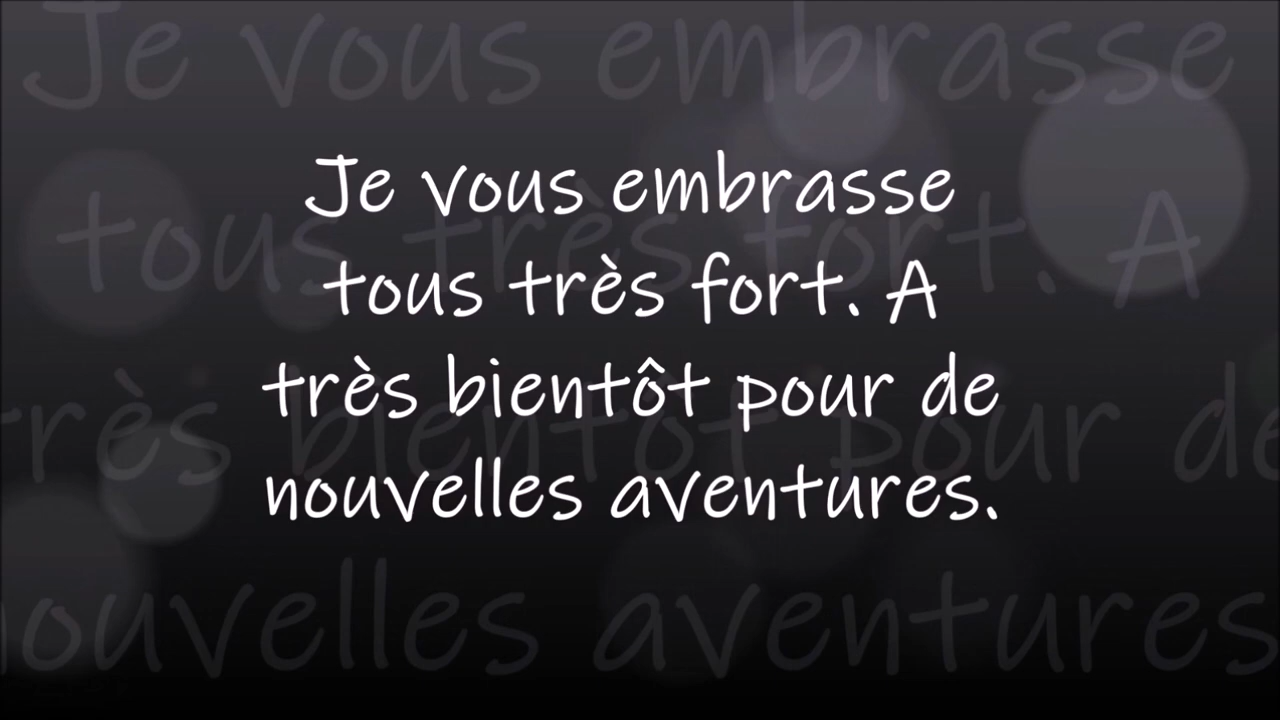 Je vous embrasse
tous très fort. A
très bientôt pour de
nouvelles aventures.